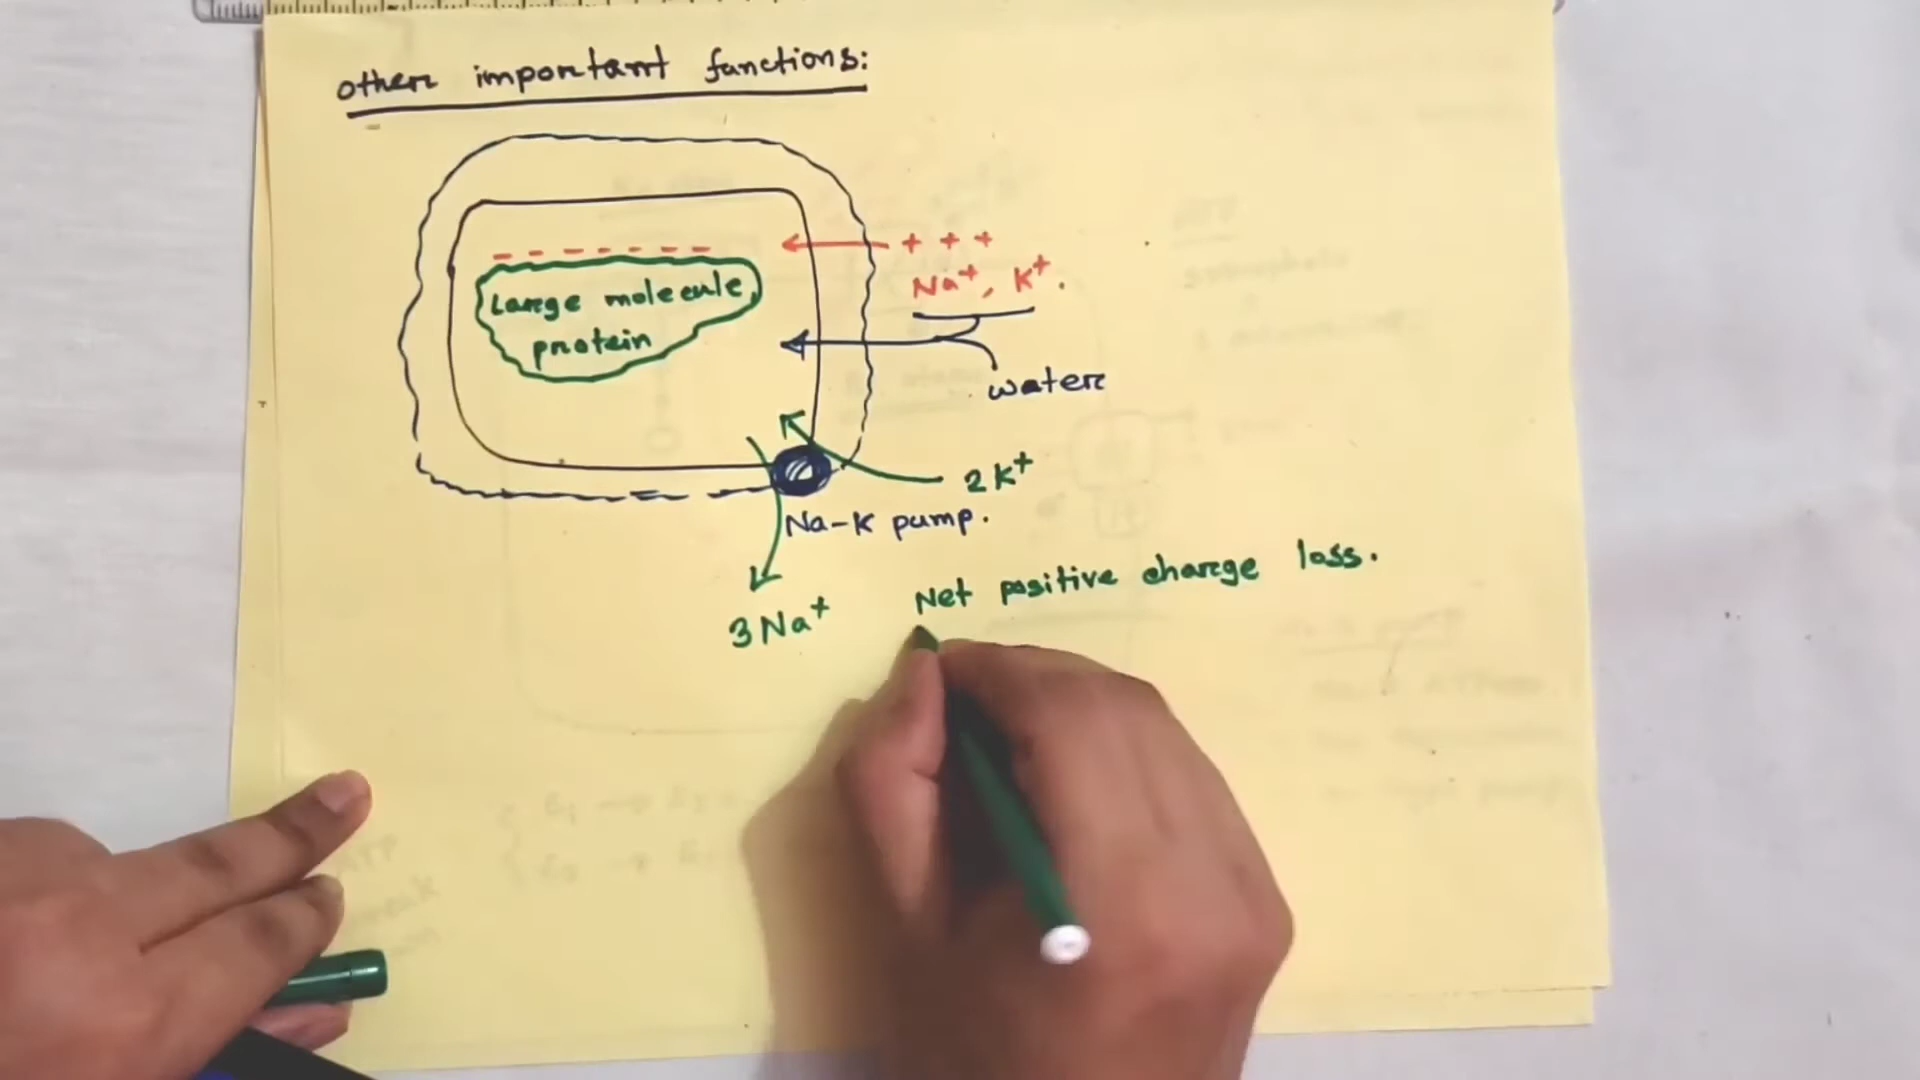 other important functions:
Large molecule
protein
+ + +
Na⁺, K⁺.
water
2K⁺
Na-K pump.
3Na⁺
Net positive charge loss.